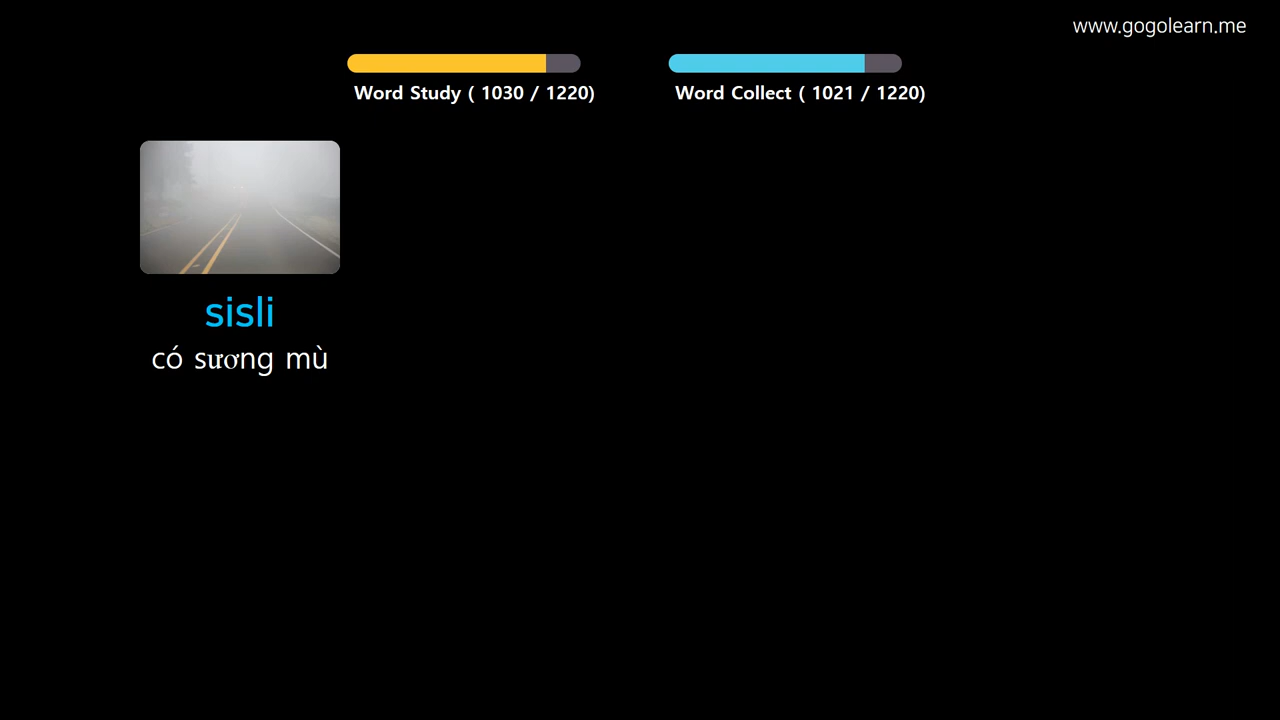 www.gogolearn.me
Word Study ( 1030 / 1220)
Word Collect ( 1021 / 1220)
sisli
có sương mù